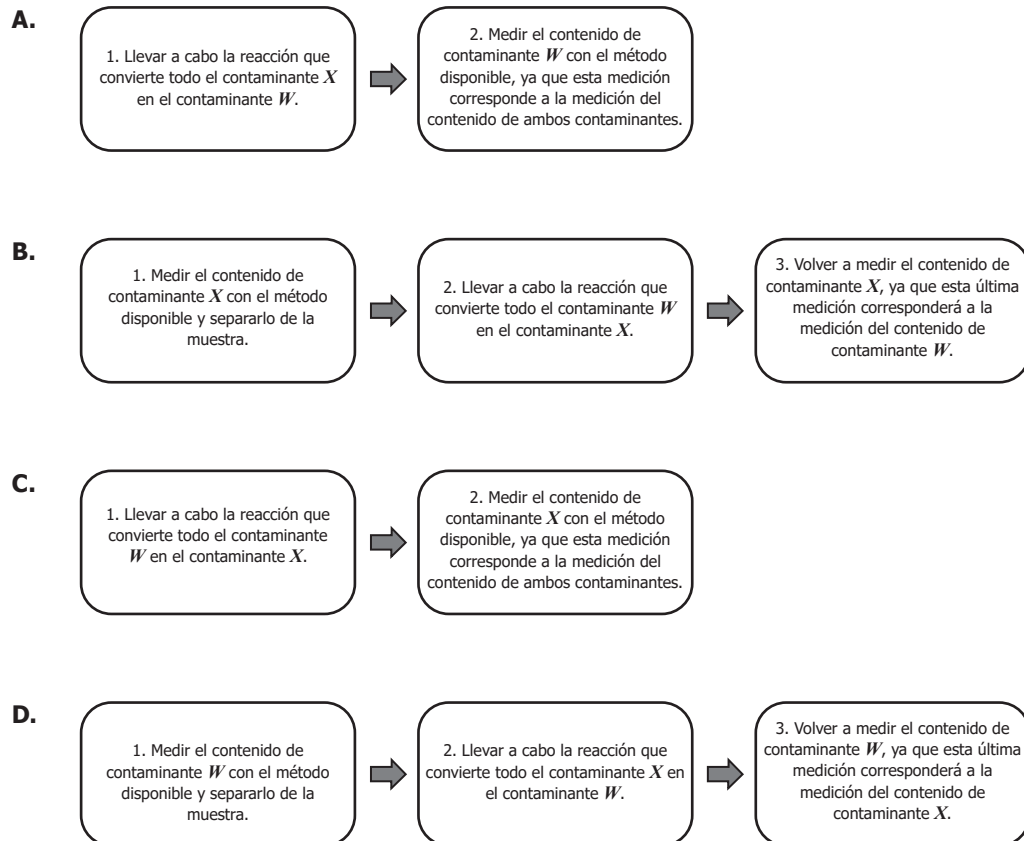 A.
1. Llevar a cabo la reacción que
convierte todo el contaminante X
en el contaminante W.
2. Medir el contenido de
contaminante W con el método
disponible, ya que esta medición
corresponde a la medición del
contenido de ambos contaminantes.
B.
1. Medir el contenido de
contaminante X con el método
disponible y separarlo de la
muestra.
2. Llevar a cabo la reacción que
convierte todo el contaminante W
en el contaminante X.
3. Volver a medir el contenido de
contaminante X, ya que esta última
medición corresponderá a la
medición del contenido de
contaminante W.
C.
1. Llevar a cabo la reacción que
convierte todo el contaminante
W en el contaminante X.
2. Medir el contenido de
contaminante X con el método
disponible, ya que esta medición
corresponde a la medición del
contenido de ambos contaminantes.
D.
1. Medir el contenido de
contaminante W con el método
disponible y separarlo de la
muestra.
2. Llevar a cabo la reacción que
convierte todo el contaminante X en
el contaminante W.
3. Volver a medir el contenido de
contaminante W, ya que esta última
medición corresponderá a la
medición del contenido de
contaminante X.